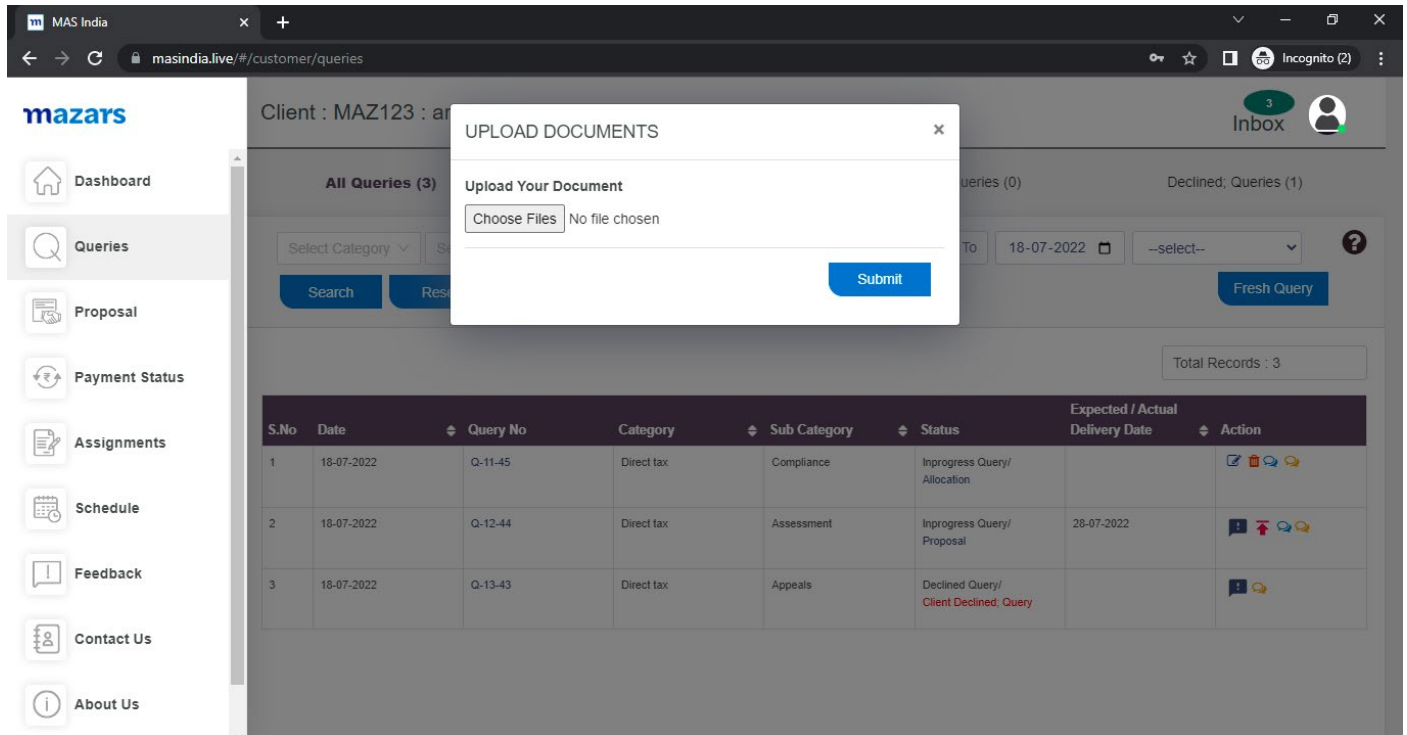 MAS India
masindia.live/#/customer/queries
Incognito (2)
mazars
Client : MAZ123 :
3
Inbox
UPLOAD DOCUMENTS
×
Dashboard
All Queries (3)
Upload Your Document
Choose Files No file chosen
ueries (0)
Declined; Queries (1)
Queries
Select Category
To
18-07-2022
--select--
?
Search
Rese
Submit
Fresh Query
Proposal
Total Records : 3
Payment Status
Assignments
Schedule
Feedback
Contact Us
About Us
S.No Date Query No Category Sub Category Status Expected / Actual Delivery Date Action
1 18-07-2022 Q-11-45 Direct tax Compliance Inprogress Query/
Allocation
2 18-07-2022 Q-12-44 Direct tax Assessment Inprogress Query/ 28-07-2022
Proposal
3 18-07-2022 Q-13-43 Direct tax Appeals Declined Query/
Client Declined; Query